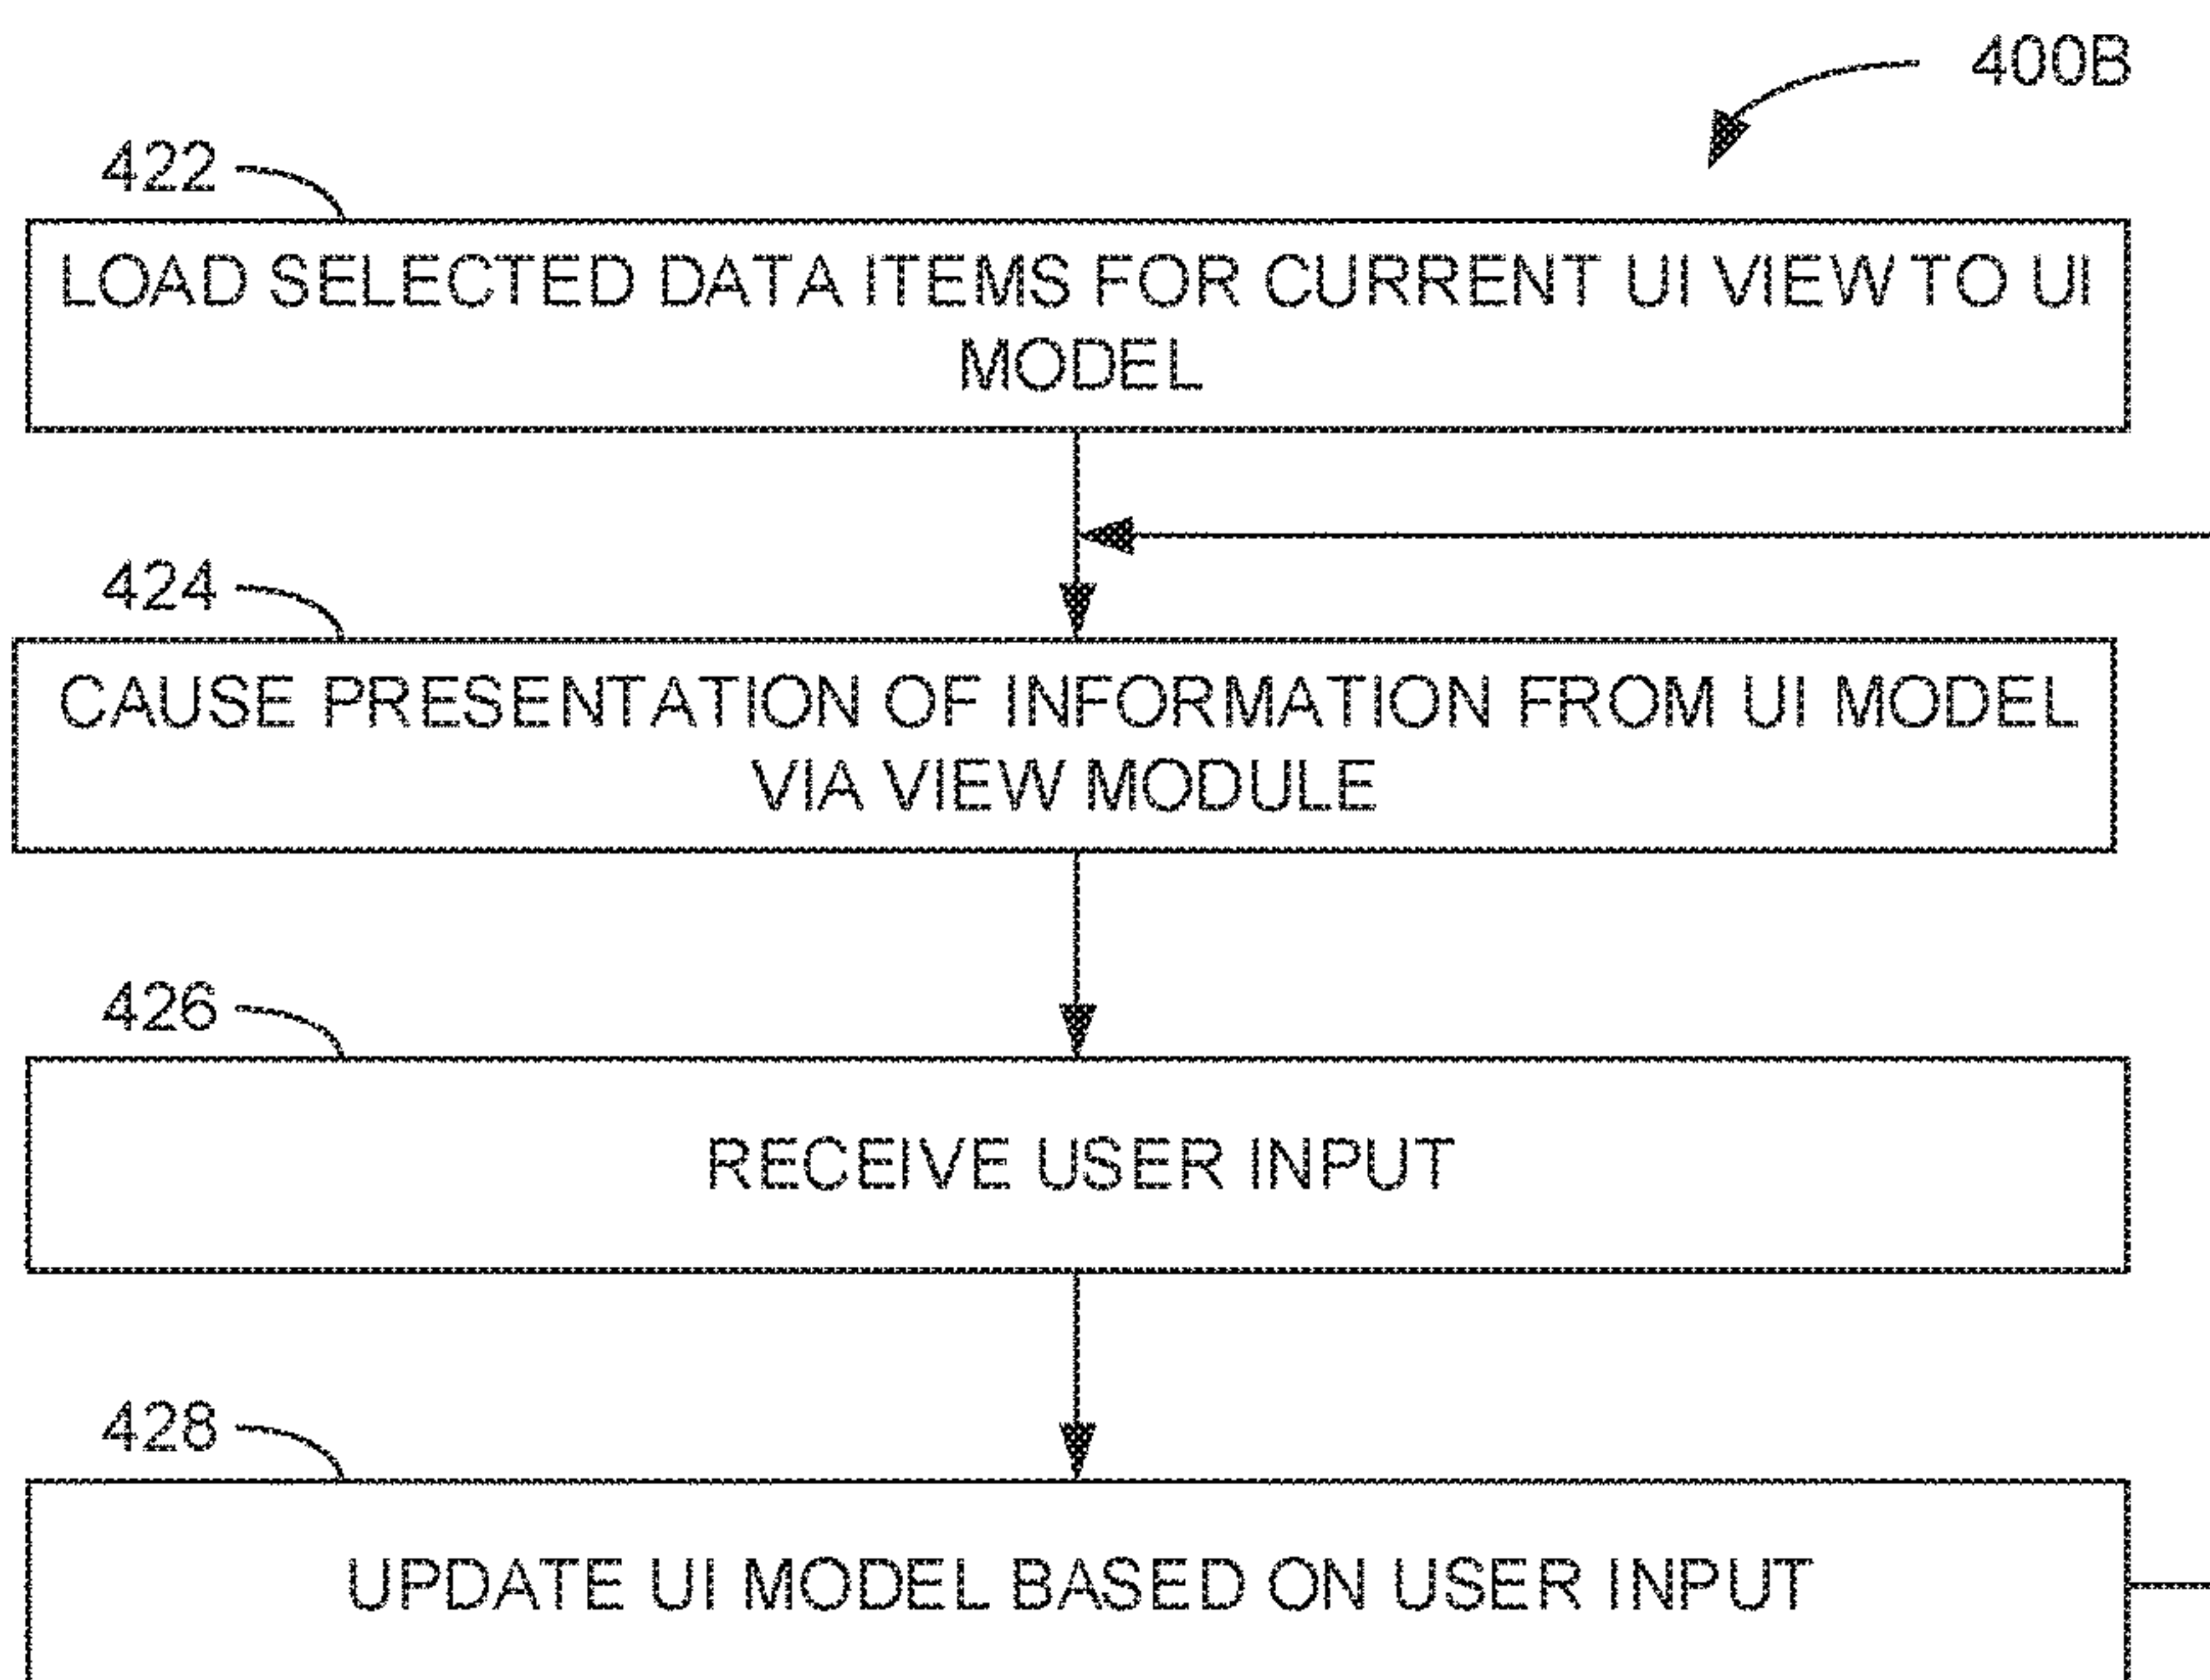 400B
422
LOAD SELECTED DATA ITEMS FOR CURRENT UI VIEW TO UI
MODEL
424
CAUSE PRESENTATION OF INFORMATION FROM UI MODEL
VIA VIEW MODULE
426
RECEIVE USER INPUT
428
UPDATE UI MODEL BASED ON USER INPUT